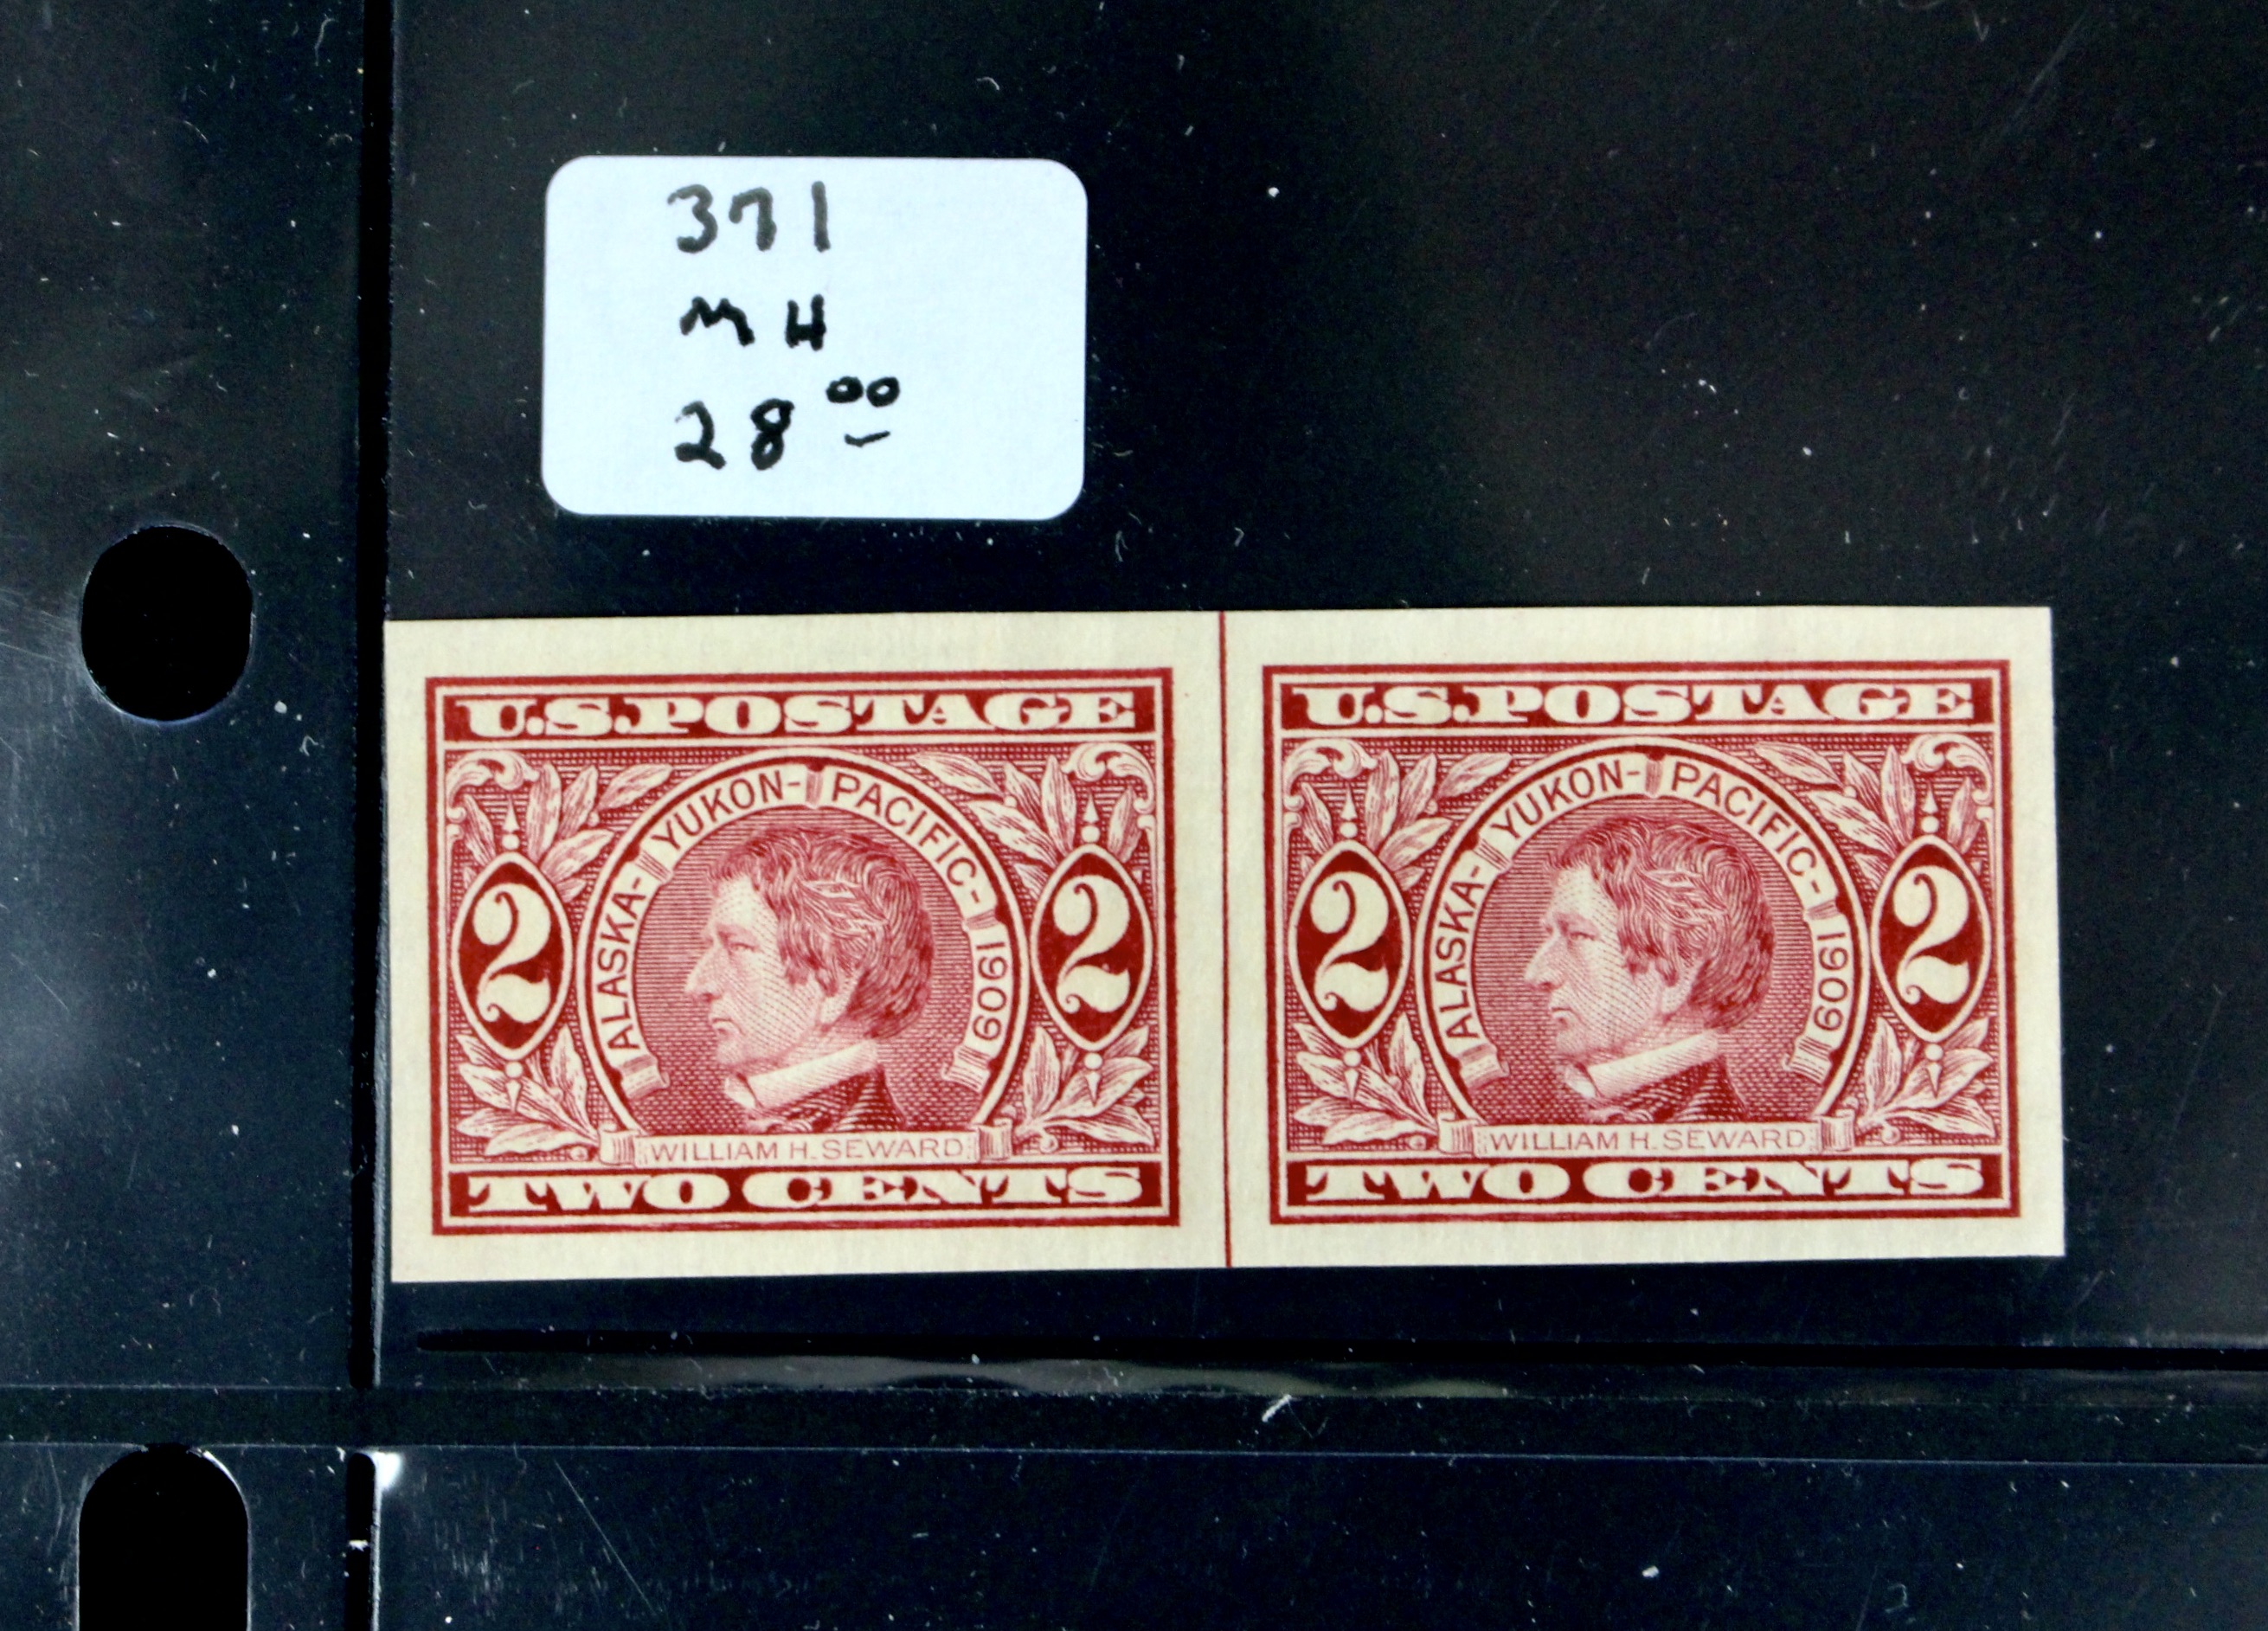 371
MH
28 00
U.S. POSTAGE
ALASKA-YUKON-PACIFIC-1909
2 2
WILLIAM H. SEWARD
TWO CENTS
U.S. POSTAGE
ALASKA-YUKON-PACIFIC-1909
2 2
WILLIAM H. SEWARD
TWO CENTS